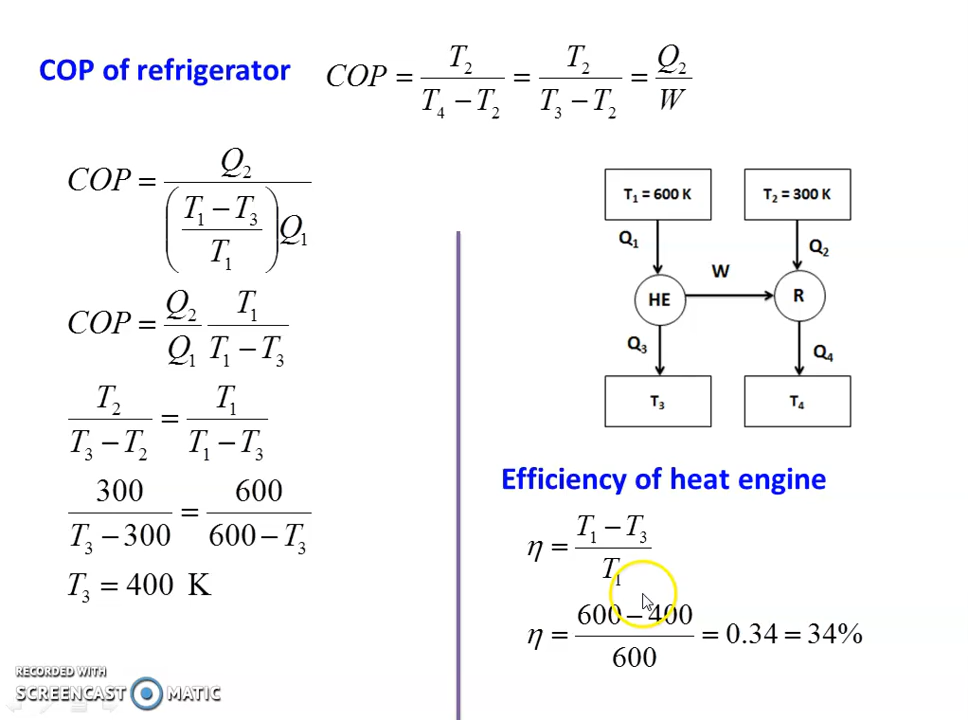 COP of refrigerator
COP = T₂ / (T₄ − T₂) = T₂ / (T₃ − T₂) = Q₂ / W
COP = Q₂ / (((T₁ − T₃) / T₁) Q₁)
COP = (Q₂ / Q₁) (T₁ / (T₁ − T₃))
T₂ / (T₃ − T₂) = T₁ / (T₁ − T₃)
300 / (T₃ − 300) = 600 / (600 − T₃)
T₃ = 400 K
T₁ = 600 K
T₂ = 300 K
Q₁
Q₂
W
HE
R
Q₃
Q₄
T₃
T₄
Efficiency of heat engine
η = (T₁ − T₃) / T₁
η = (600 − 400) / 600 = 0.34 = 34%
RECORDED WITH
SCREENCAST MATIC